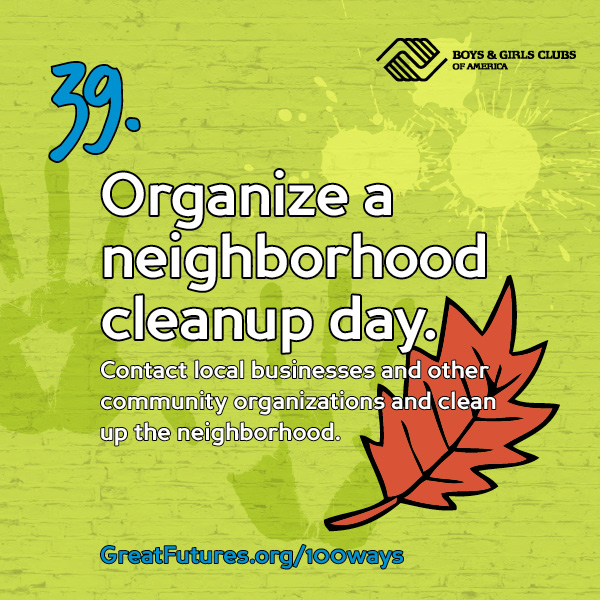 BOYS & GIRLS CLUBS
OF AMERICA
39.
Organize a
neighborhood
cleanup day.
Contact local businesses and other
community organizations and clean
up the neighborhood.
GreatFutures.org/100ways